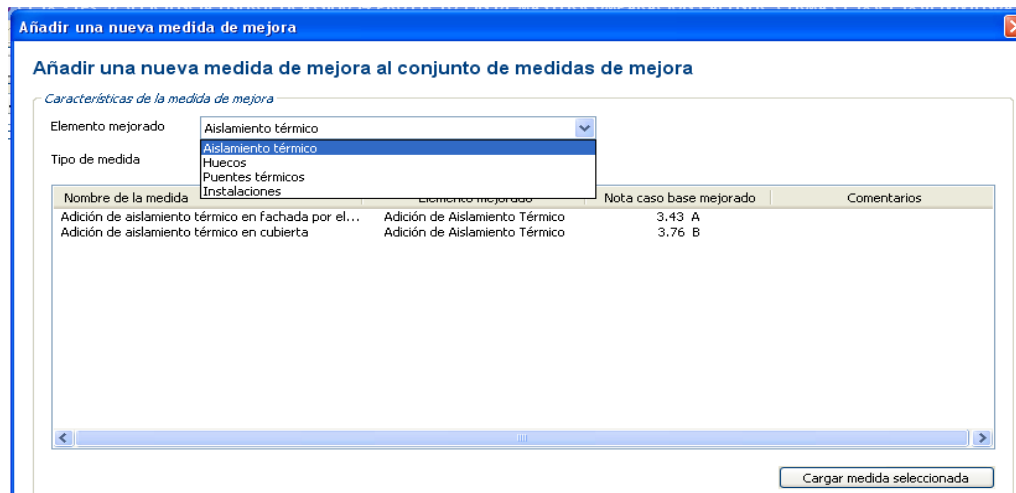 Añadir una nueva medida de mejora
Añadir una nueva medida de mejora al conjunto de medidas de mejora
Características de la medida de mejora
Elemento mejorado Aislamiento térmico
Aislamiento térmico
Tipo de medida
Huecos
Puentes térmicos
Instalaciones
Nombre de la medida Elemento mejorado Nota caso base mejorado Comentarios
Adición de aislamiento térmico en fachada por el... Adición de Aislamiento Térmico 3.43 A
Adición de aislamiento térmico en cubierta Adición de Aislamiento Térmico 3.76 B
Cargar medida seleccionada